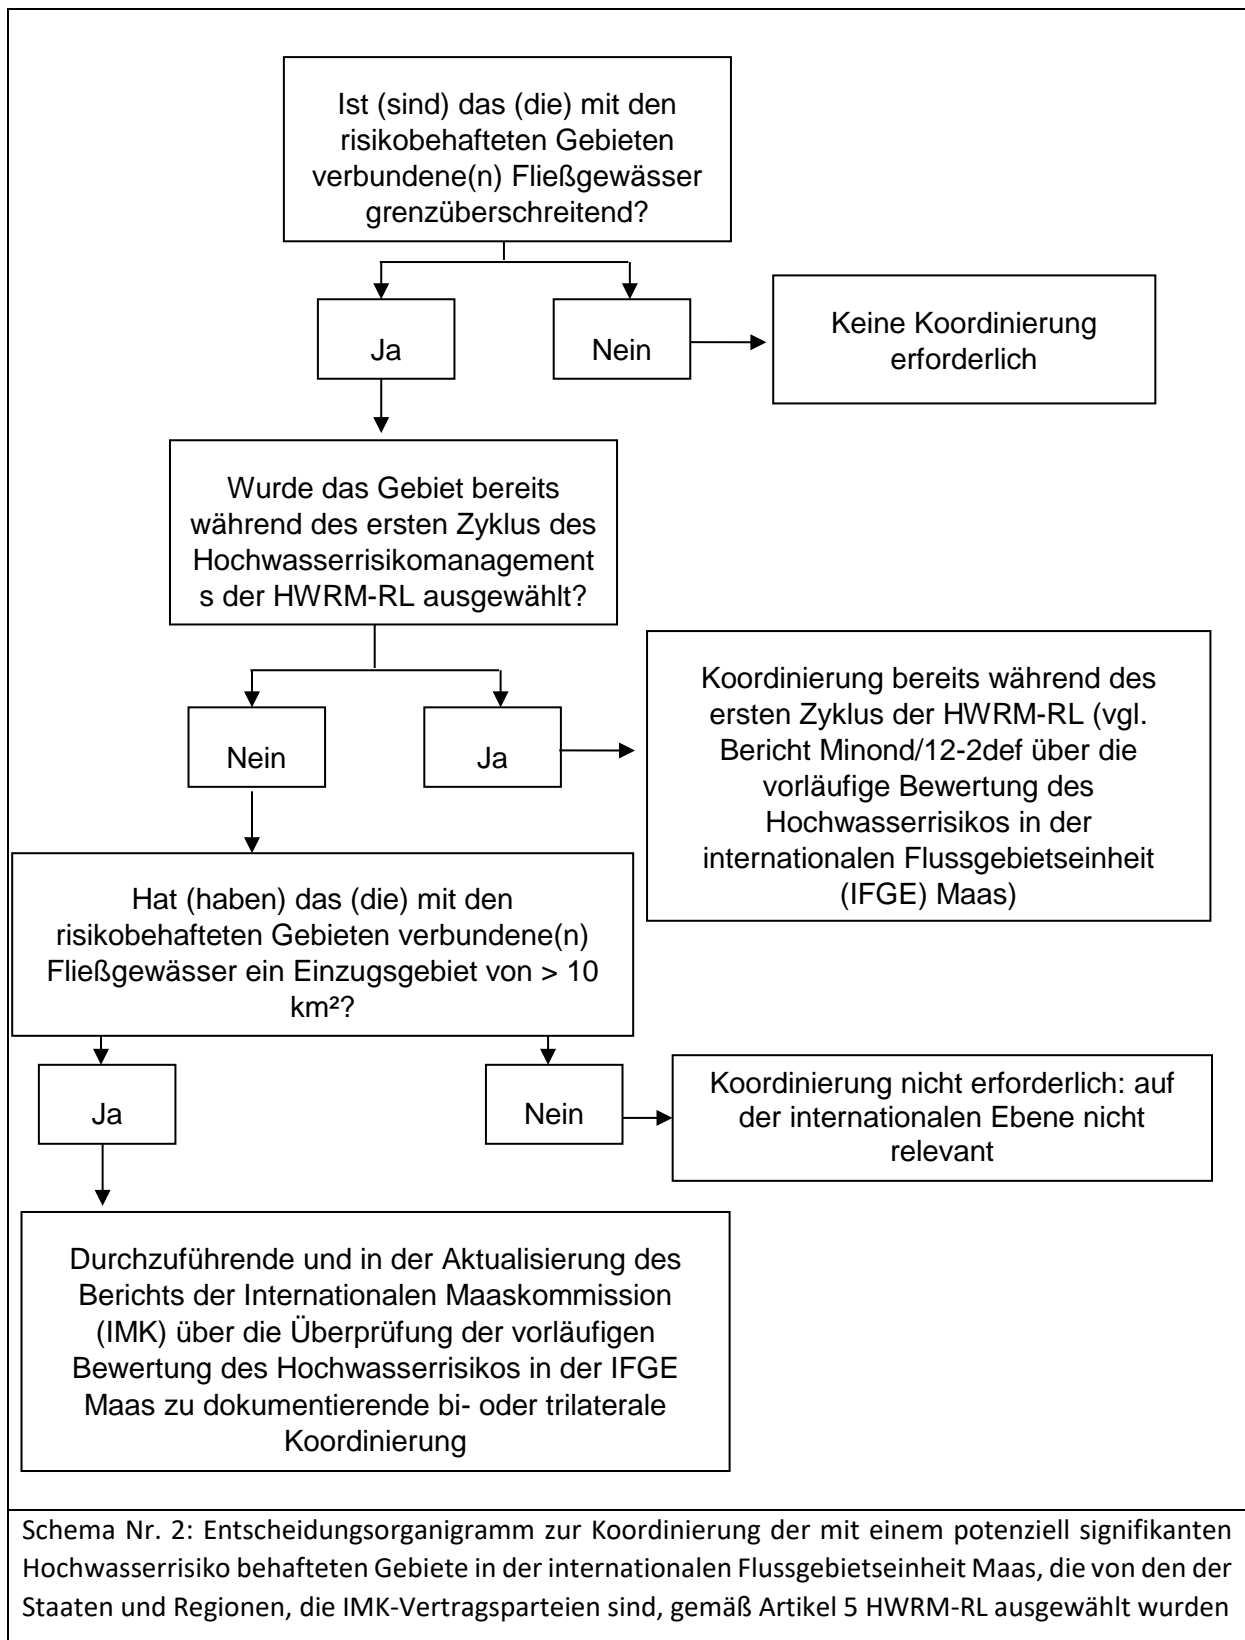 Ist (sind) das (die) mit den
risikobehafteten Gebieten
verbundene(n) Fließgewässer
grenzüberschreitend?
Ja
Nein
Keine Koordinierung
erforderlich
Wurde das Gebiet bereits
während des ersten Zyklus des
Hochwasserrisikomanagement
s der HWRM-RL ausgewählt?
Nein
Ja
Koordinierung bereits während des
ersten Zyklus der HWRM-RL (vgl.
Bericht Minond/12-2def über die
vorläufige Bewertung des
Hochwasserrisikos in der
internationalen Flussgebietseinheit
(IFGE) Maas)
Hat (haben) das (die) mit den
risikobehafteten Gebieten verbundene(n)
Fließgewässer ein Einzugsgebiet von > 10
km²?
Ja
Nein
Koordinierung nicht erforderlich: auf
der internationalen Ebene nicht
relevant
Durchzuführende und in der Aktualisierung des
Berichts der Internationalen Maaskommission
(IMK) über die Überprüfung der vorläufigen
Bewertung des Hochwasserrisikos in der IFGE
Maas zu dokumentierende bi- oder trilaterale
Koordinierung
Schema Nr. 2: Entscheidungsorganigramm zur Koordinierung der mit einem potenziell signifikanten
Hochwasserrisiko behafteten Gebiete in der internationalen Flussgebietseinheit Maas, die von den der
Staaten und Regionen, die IMK-Vertragsparteien sind, gemäß Artikel 5 HWRM-RL ausgewählt wurden